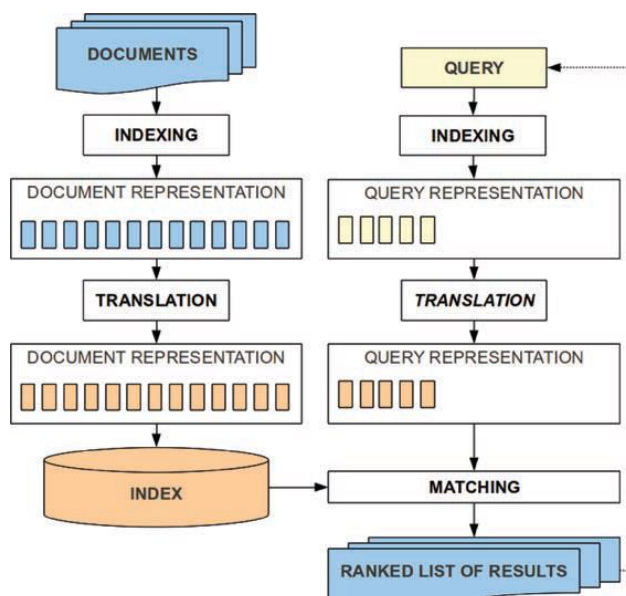 DOCUMENTS
INDEXING
DOCUMENT REPRESENTATION
TRANSLATION
DOCUMENT REPRESENTATION
INDEX
QUERY
INDEXING
QUERY REPRESENTATION
TRANSLATION
QUERY REPRESENTATION
MATCHING
RANKED LIST OF RESULTS